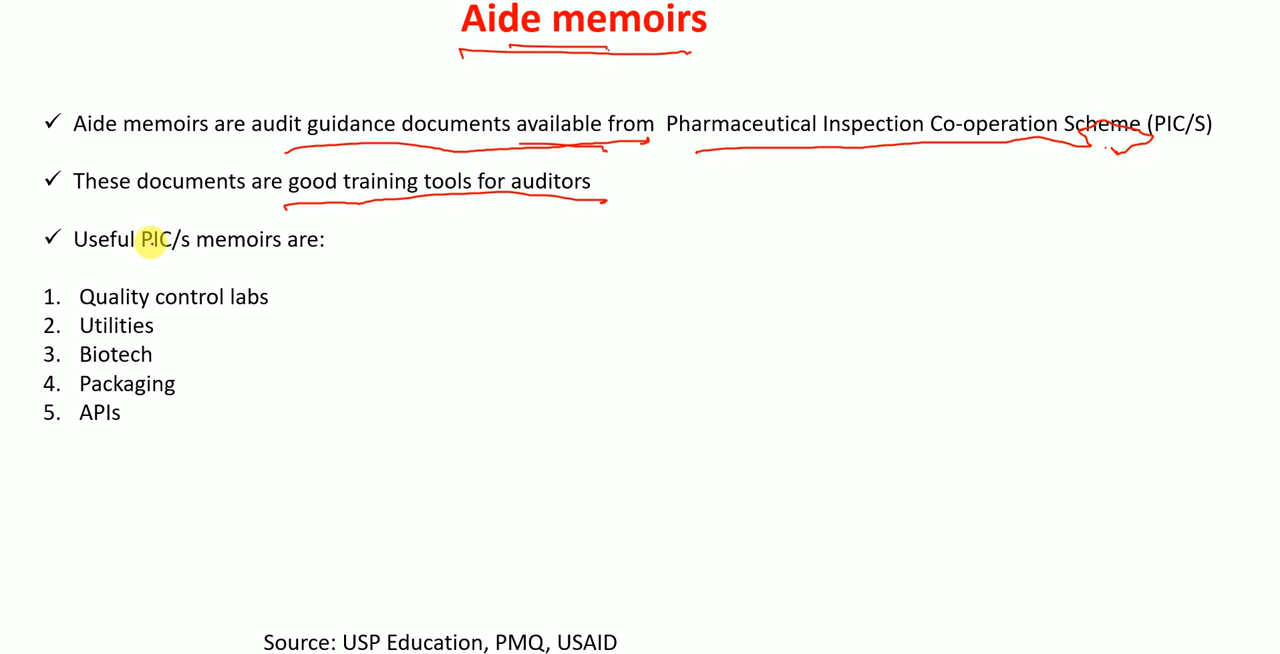 Aide memoirs
✓ Aide memoirs are audit guidance documents available from Pharmaceutical Inspection Co-operation Scheme (PIC/S)
✓ These documents are good training tools for auditors
✓ Useful PIC/s memoirs are:
1. Quality control labs
2. Utilities
3. Biotech
4. Packaging
5. APIs
Source: USP Education, PMQ, USAID